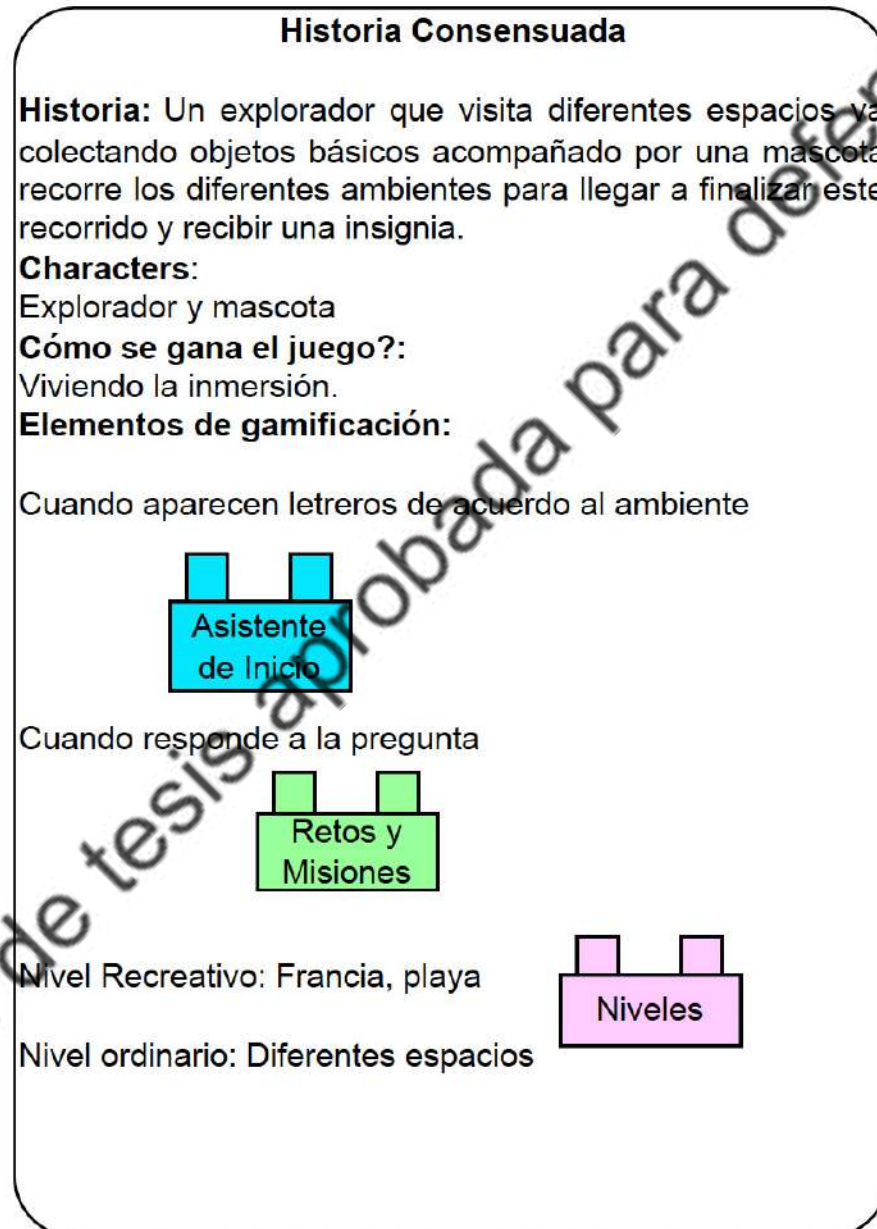 Historia Consensuada
Historia: Un explorador que visita diferentes espacios va
colectando objetos básicos acompañado por una mascota
recorre los diferentes ambientes para llegar a finalizar este
recorrido y recibir una insignia.
Characters:
Explorador y mascota
Cómo se gana el juego?:
Viviendo la inmersión.
Elementos de gamificación:
Cuando aparecen letreros de acuerdo al ambiente
Asistente
de Inicio
Cuando responde a la pregunta
Retos y
Misiones
Nivel Recreativo: Francia, playa
Niveles
Nivel ordinario: Diferentes espacios
de tesis aprobada para defen